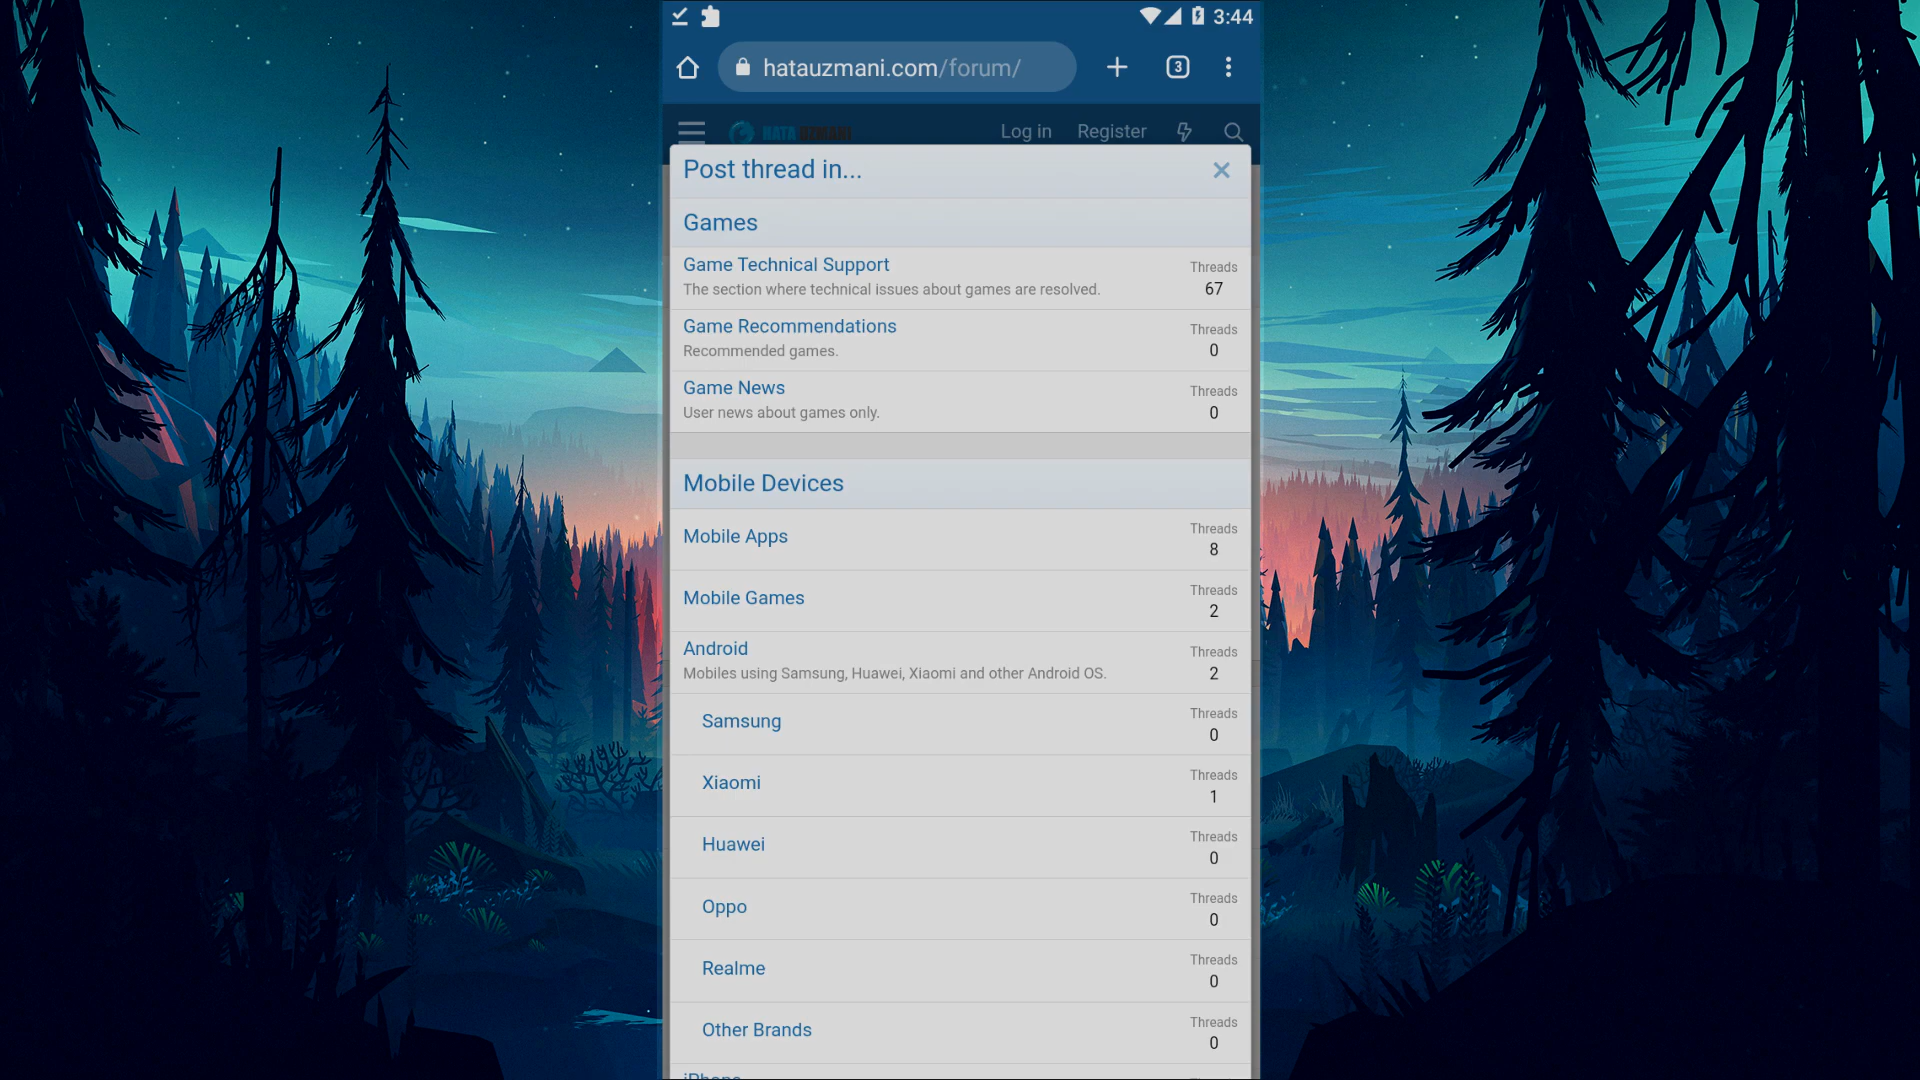 3:44
hatauzmani.com/forum/
3
HATA UZMANI
Log in
Register
Post thread in...
Games
Game Technical Support
The section where technical issues about games are resolved.
Threads
67
Game Recommendations
Recommended games.
Threads
0
Game News
User news about games only.
Threads
0
Mobile Devices
Mobile Apps
Threads
8
Mobile Games
Threads
2
Android
Mobiles using Samsung, Huawei, Xiaomi and other Android OS.
Threads
2
Samsung
Threads
0
Xiaomi
Threads
1
Huawei
Threads
0
Oppo
Threads
0
Realme
Threads
0
Other Brands
Threads
0
iPhone